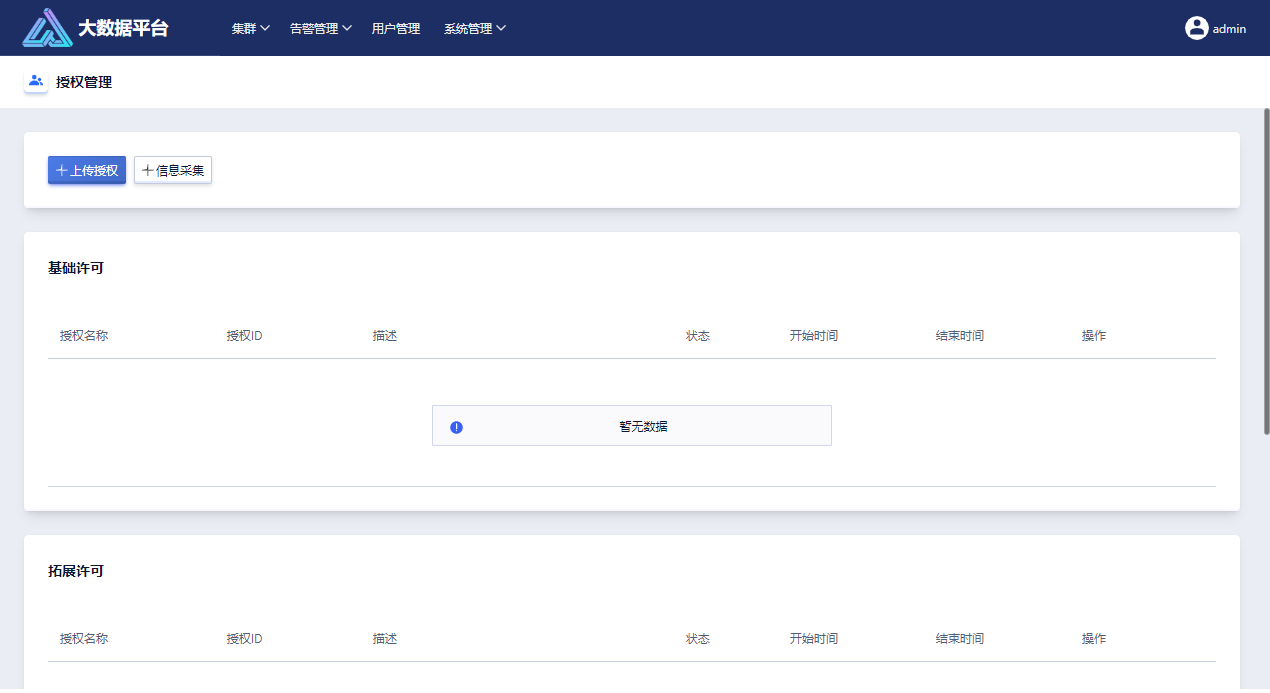 大数据平台 集群 告警管理 用户管理 系统管理 admin
授权管理
上传授权 信息采集
基础许可
授权名称 授权ID 描述 状态 开始时间 结束时间 操作
暂无数据
拓展许可
授权名称 授权ID 描述 状态 开始时间 结束时间 操作